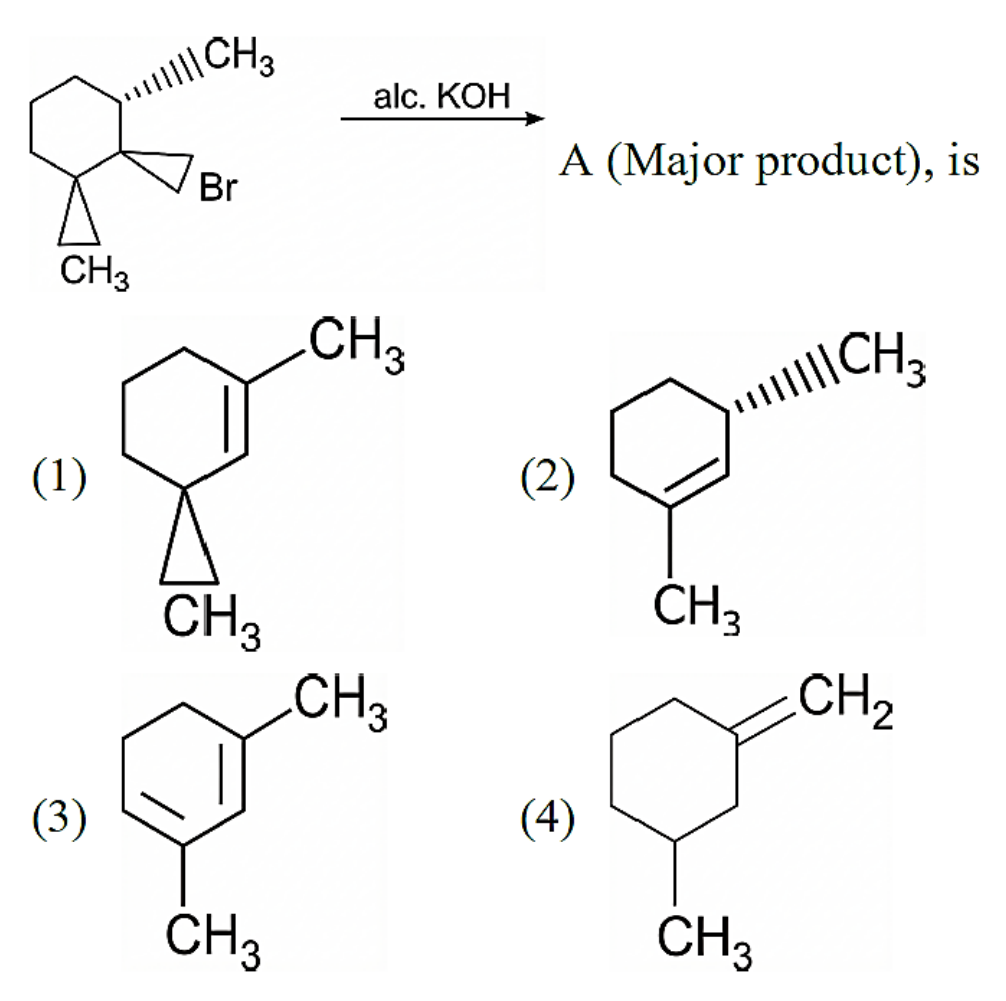 CH3
alc. KOH
A (Major product), is
Br
CH3
(1) CH3
CH3
(2) CH3
CH3
(3) CH3
CH3
(4) CH2
CH3